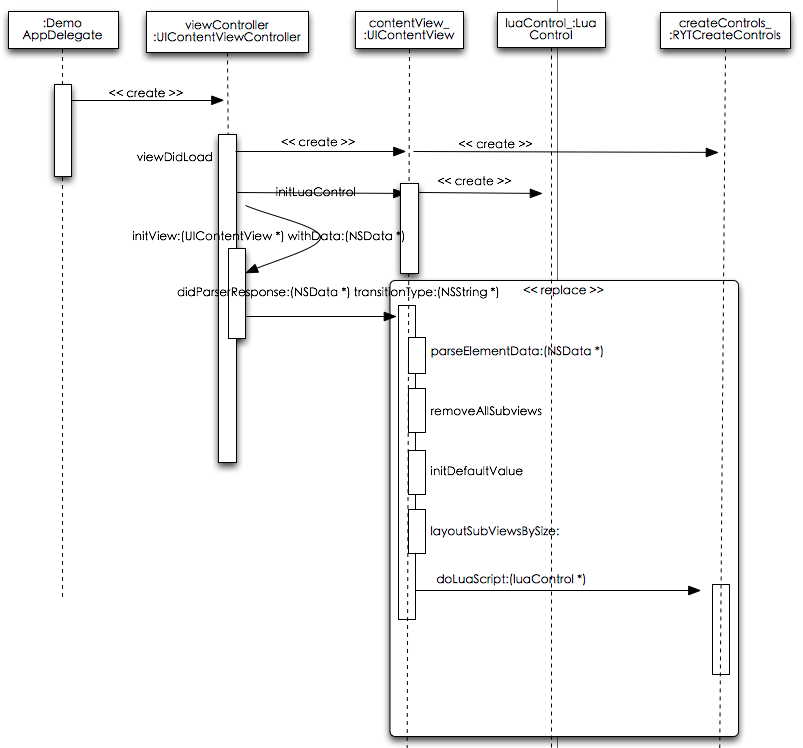 :Demo
AppDelegate
viewController
:UIContentViewController
contentView_
:UIContentView
luaControl_:Lua
Control
createControls_
:RYTCreateControls
<< create >>
viewDidLoad
<< create >>
<< create >>
initLuaControl
<< create >>
initView:(UIContentView *) withData:(NSData *)
didParserResponse:(NSData *) transitionType:(NSString *)
<< replace >>
parseElementData:(NSData *)
removeAllSubviews
initDefaultValue
layoutSubViewsBySize:
doLuaScript:(luaControl *)